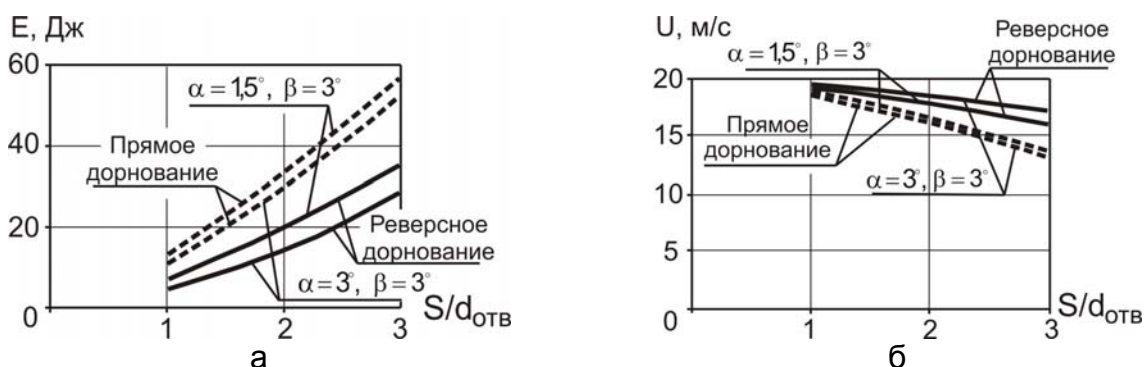 E, Дж
60
40
20
0
α = 1,5°, β = 3°
Прямое
дорнование
Реверсное
дорнование
α = 3°, β = 3°
1
2
3
S/dотв
а
U, м/с
20
15
10
5
0
Реверсное
дорнование
α = 1,5°, β = 3°
Прямое
дорнование
α = 3°, β = 3°
1
2
3
S/dотв
б